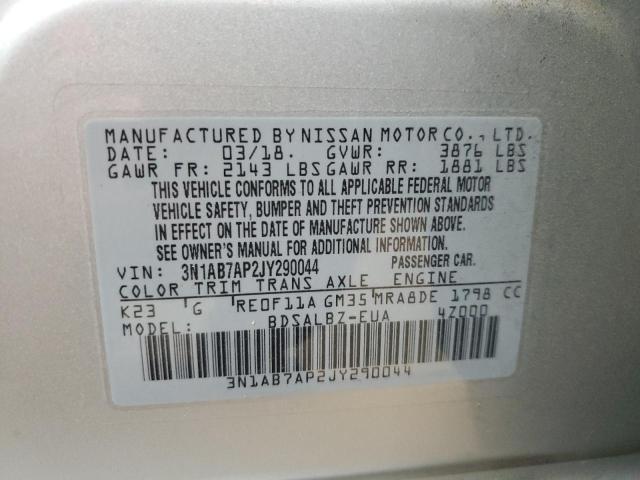 MANUFACTURED BY NISSAN MOTOR CO., LTD.
DATE: 03/18. GVWR: 3876 LBS
GAWR FR: 2143 LBS GAWR RR: 1881 LBS
THIS VEHICLE CONFORMS TO ALL APPLICABLE FEDERAL MOTOR
VEHICLE SAFETY, BUMPER AND THEFT PREVENTION STANDARDS
IN EFFECT ON THE DATE OF MANUFACTURE SHOWN ABOVE.
SEE OWNER'S MANUAL FOR ADDITIONAL INFORMATION.
VIN: 3N1AB7AP2JY290044 PASSENGER CAR.
COLOR TRIM TRANS AXLE ENGINE
K23 G RE0F11A GM35 MRA8DE 1798 CC
MODEL: BDSALBZ-EUA 4Z000
3N1AB7AP2JY290044